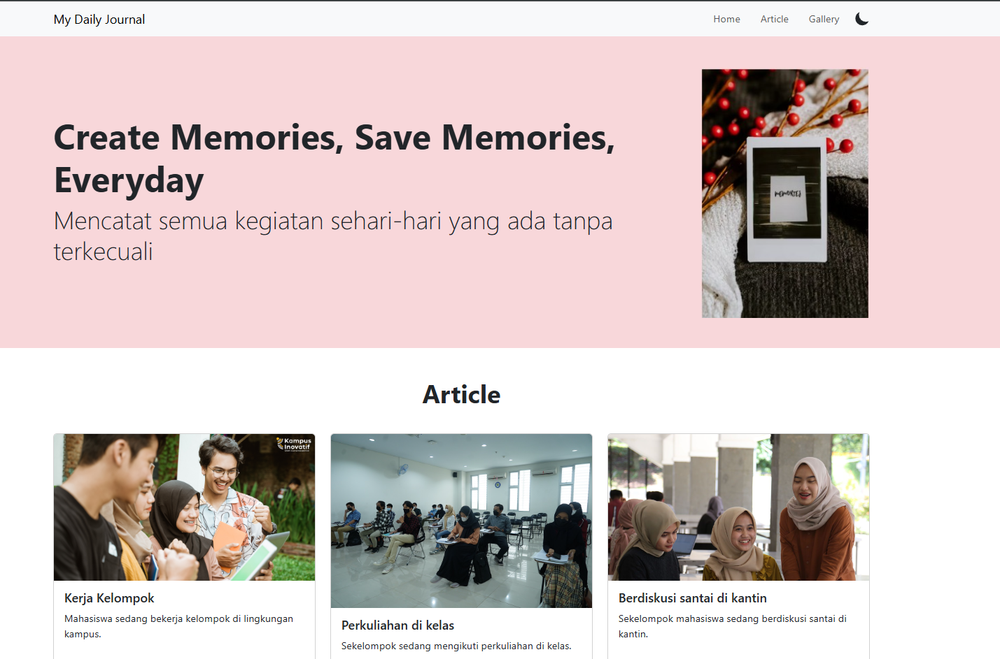 My Daily Journal
Home Article Gallery
Create Memories, Save Memories,
Everyday
Mencatat semua kegiatan sehari-hari yang ada tanpa
terkecuali
MEMORIES
Article
Kampus
Inovatif
Kerja Kelompok
Mahasiswa sedang bekerja kelompok di lingkungan
kampus.
Perkuliahan di kelas
Sekelompok sedang mengikuti perkuliahan di kelas.
Berdiskusi santai di kantin
Sekelompok mahasiswa sedang berdiskusi santai di
kantin.